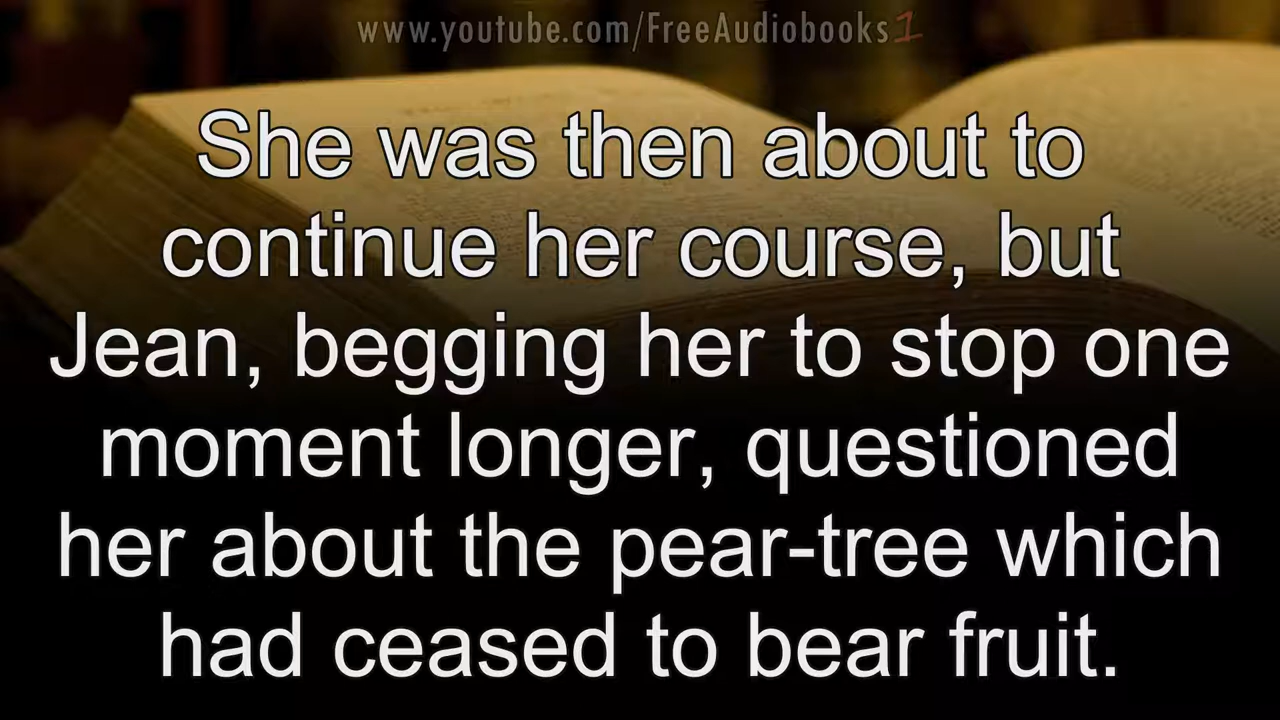 www.youtube.com/FreeAudiobooks1
She was then about to
continue her course, but
Jean, begging her to stop one
moment longer, questioned
her about the pear-tree which
had ceased to bear fruit.